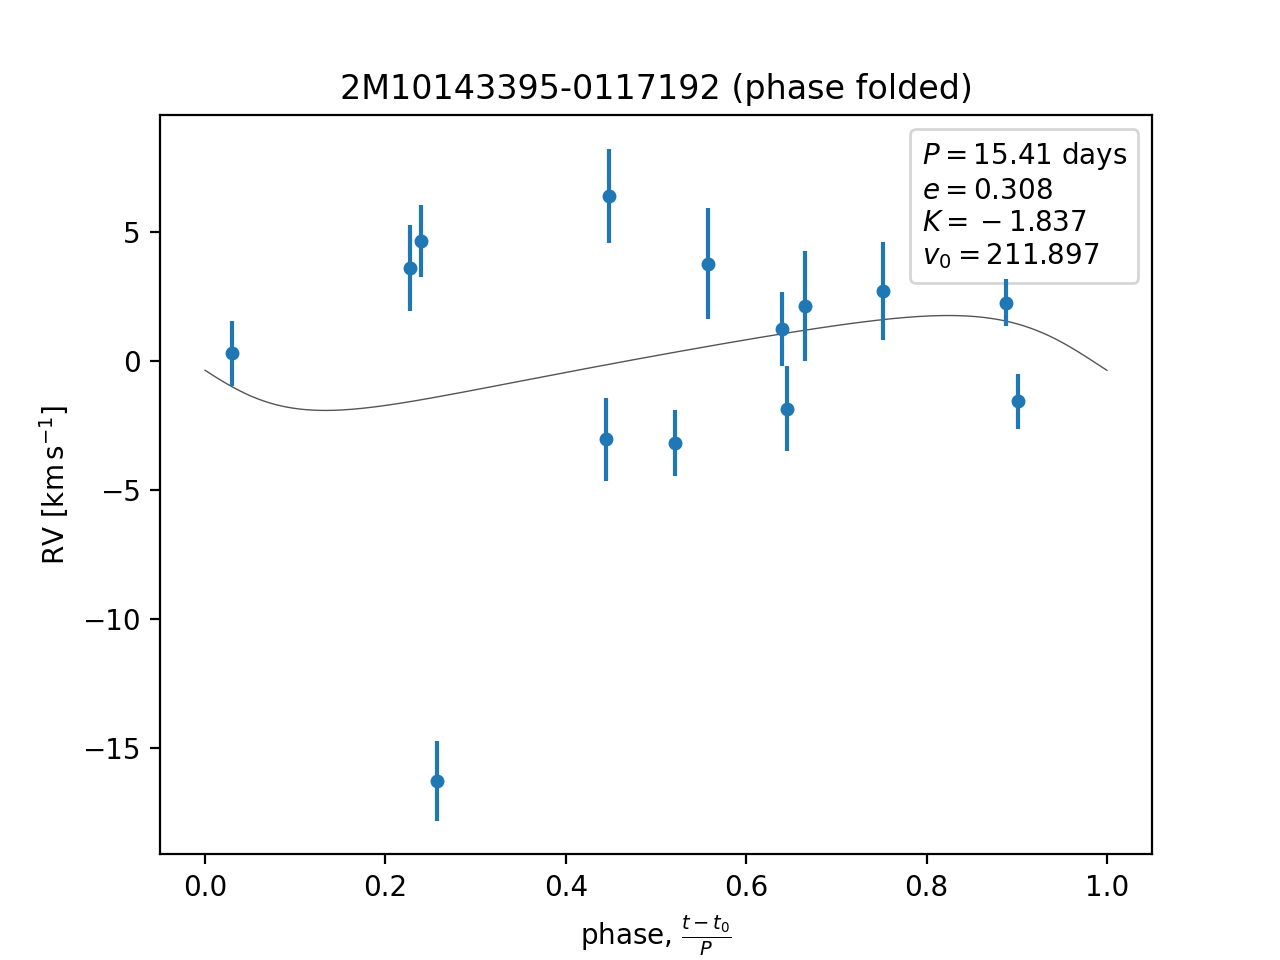 2M10143395-0117192 (phase folded)
P = 15.41 days
e = 0.308
K = −1.837
v₀ = 211.897
5
0
−5
−10
−15
RV [km s⁻¹]
0.0 0.2 0.4 0.6 0.8 1.0
phase, (t − t₀)/P